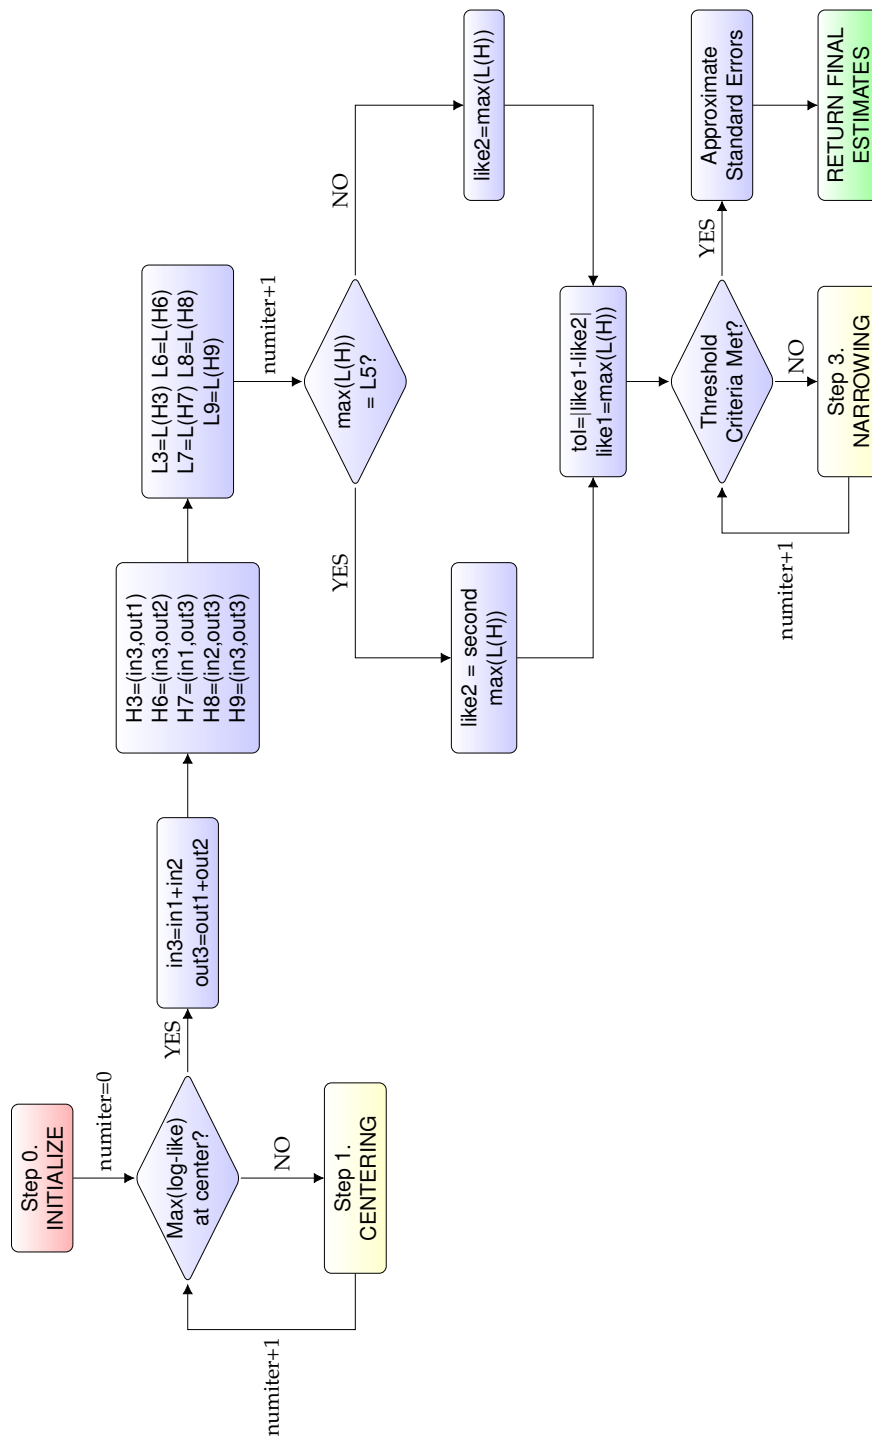 Step 0.
INITIALIZE
numiter=0
Max(log-like)
at center?
NO
Step 1.
CENTERING
numiter+1
YES
in3=in1+in2
out3=out1+out2
H3=(in3,out1)
H6=(in3,out2)
H7=(in1,out3)
H8=(in2,out3)
H9=(in3,out3)
L3=L(H3) L6=L(H6)
L7=L(H7) L8=L(H8)
L9=L(H9)
numiter+1
max(L(H))
= L5?
YES
like2 = second
max(L(H))
NO
like2=max(L(H))
tol=|like1-like2|
like1=max(L(H))
Threshold
Criteria Met?
NO
Step 3.
NARROWING
numiter+1
YES
Approximate
Standard Errors
RETURN FINAL
ESTIMATES